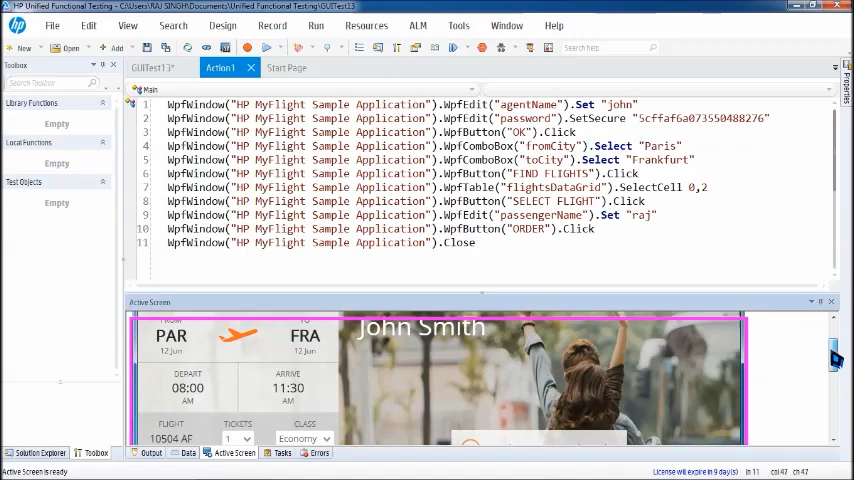 HP Unified Functional Testing - C:\Users\RAJ SINGH\Documents\Unified Functional Testing\GUITest13
File Edit View Search Design Record Run Resources ALM Tools Window Help
New Open Add Search help
Toolbox
GUITest13* Action1 Start Page
Search Toolbox
Main
Library Functions
Empty
Local Functions
Empty
Test Objects
Empty
Properties
1 WpfWindow("HP MyFlight Sample Application").WpfEdit("agentName").Set "john"
2 WpfWindow("HP MyFlight Sample Application").WpfEdit("password").SetSecure "5cffaf6a073550488276"
3 WpfWindow("HP MyFlight Sample Application").WpfButton("OK").Click
4 WpfWindow("HP MyFlight Sample Application").WpfComboBox("fromCity").Select "Paris"
5 WpfWindow("HP MyFlight Sample Application").WpfComboBox("toCity").Select "Frankfurt"
6 WpfWindow("HP MyFlight Sample Application").WpfButton("FIND FLIGHTS").Click
7 WpfWindow("HP MyFlight Sample Application").WpfTable("flightsDataGrid").SelectCell 0,2
8 WpfWindow("HP MyFlight Sample Application").WpfButton("SELECT FLIGHT").Click
9 WpfWindow("HP MyFlight Sample Application").WpfEdit("passengerName").Set "raj"
10 WpfWindow("HP MyFlight Sample Application").WpfButton("ORDER").Click
11 WpfWindow("HP MyFlight Sample Application").Close
Active Screen
John Smith
PAR FRA
12 Jun 12 Jun
DEPART ARRIVE
08:00 11:30
AM AM
FLIGHT TICKETS CLASS
10504 AF 1 Economy
Solution Explorer Toolbox Output Data Active Screen Tasks Errors
Active Screen is ready License will expire in 9 day(s) ln 11 col 47 ch 47